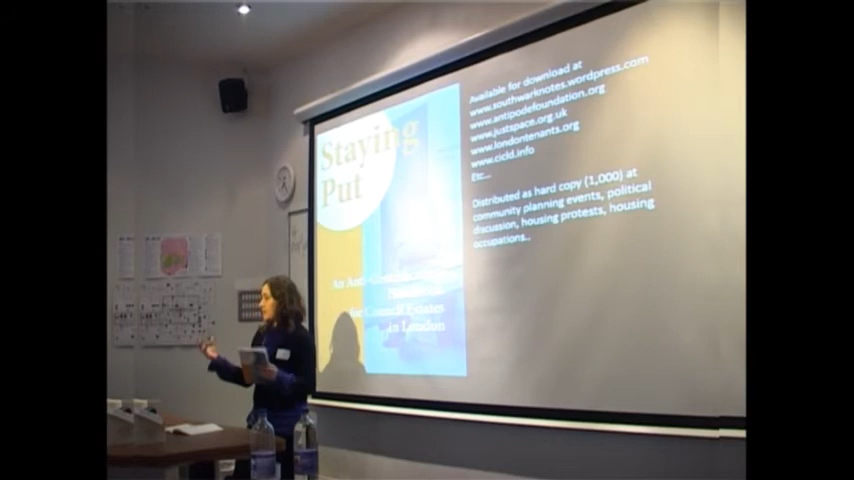 Staying
Put
An Anti-
for Council Estates
in London
Available for download at
www.southwarknotes.wordpress.com
www.antipodefoundation.org
www.justspace.org.uk
www.londontenants.org
www.cicld.info
Etc...
Distributed as hard copy (1,000) at
community planning events, political
discussion, housing protests, housing
occupations..